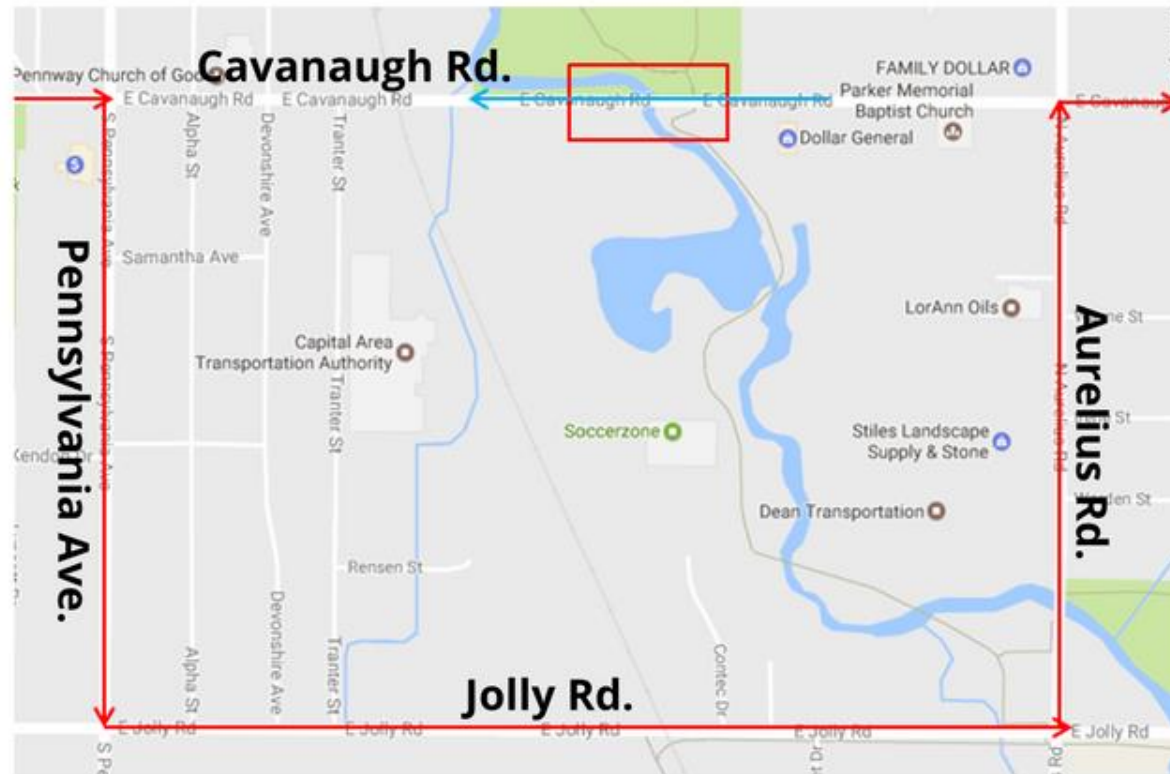 Cavanaugh Rd.
Pennway Church of God
FAMILY DOLLAR
E Cavanaugh Rd
E Cavanaugh Rd
E Cavanaugh Rd
E Cavanaugh Rd
Parker Memorial
Baptist Church
Dollar General
S Pennsylvania Ave
Alpha St
Devonshire Ave
Tranter St
N Aurelius Rd
Samantha Ave
Pennsylvania Ave.
LorAnn Oils
Aurelius Rd.
Capital Area
Transportation Authority
S Pennsylvania Ave
Tranter St
N Aurelius Rd
Soccerzone
Stiles Landscape
Supply & Stone
Kendon Dr
Dean Transportation
Rensen St
Alpha St
Devonshire Ave
Tranter St
Contec Dr
Jolly Rd.
E Jolly Rd
E Jolly Rd
E Jolly Rd
E Jolly Rd
E Jolly Rd